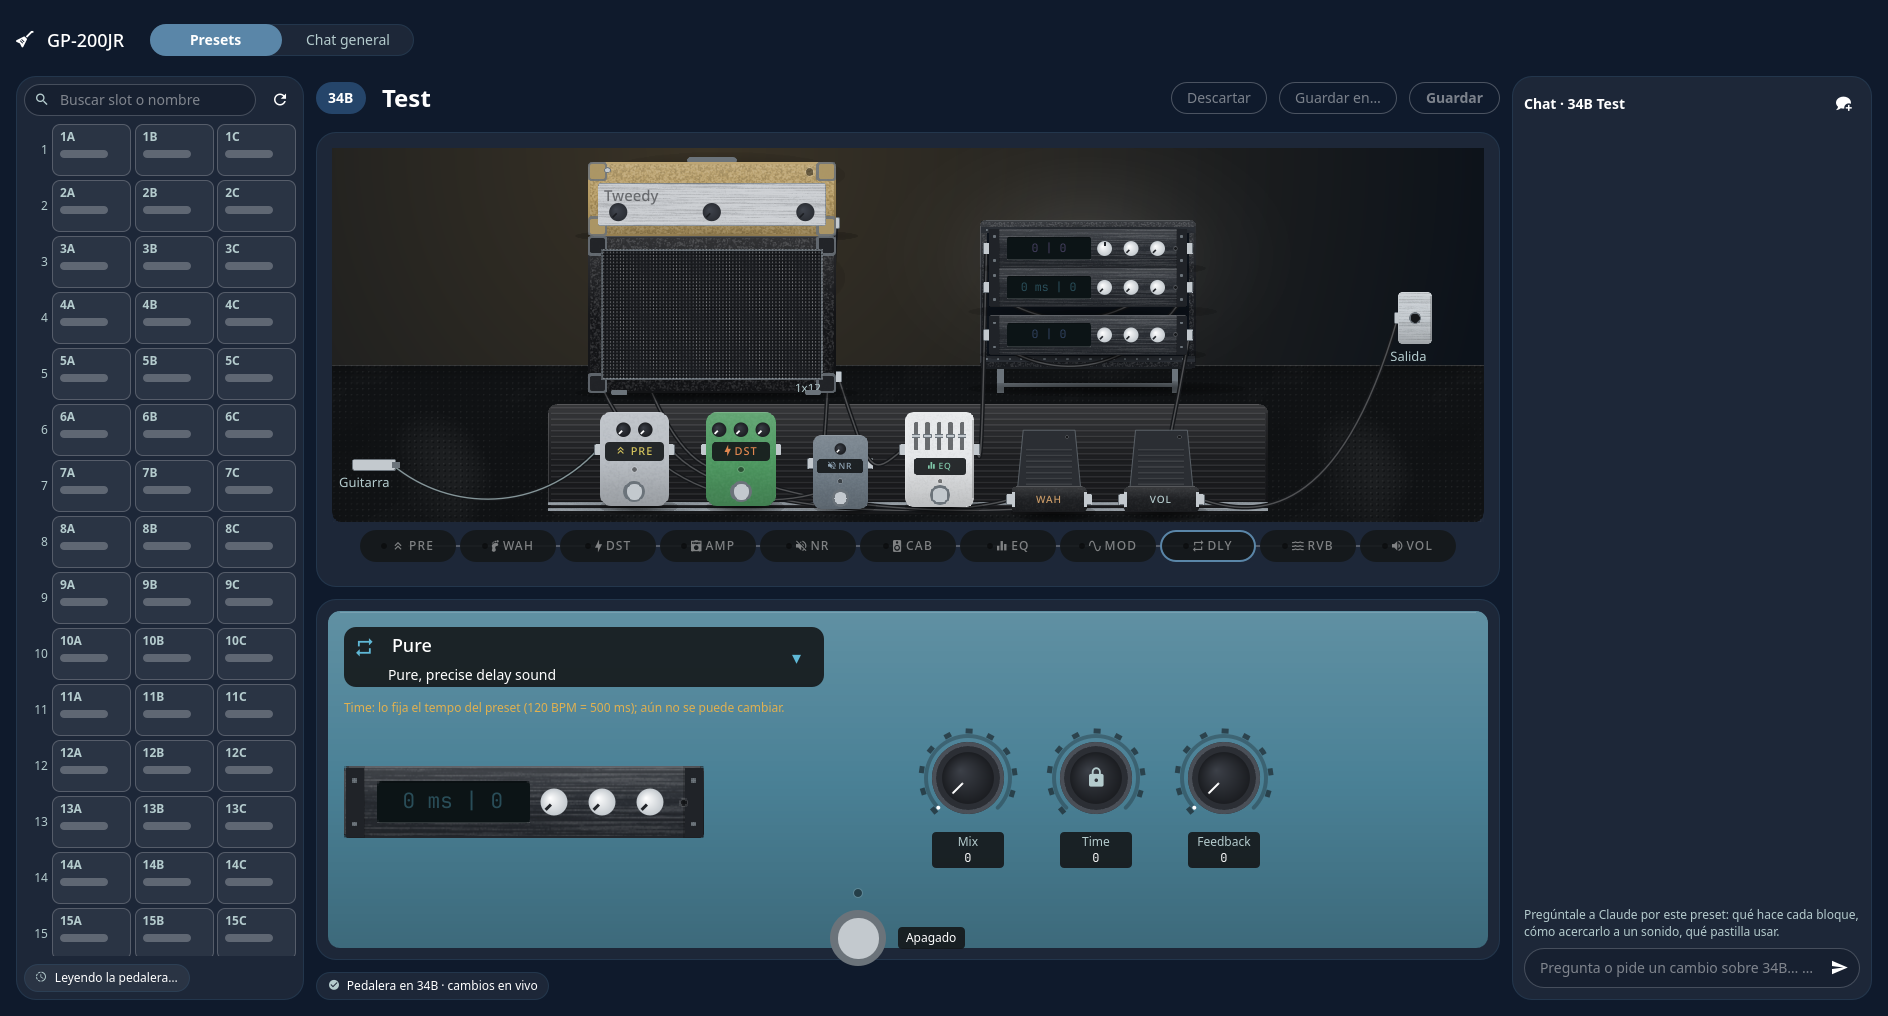 GP-200JR
Presets
Chat general
Buscar slot o nombre
1
1A
1B
1C
2
2A
2B
2C
3
3A
3B
3C
4
4A
4B
4C
5
5A
5B
5C
6
6A
6B
6C
7
7A
7B
7C
8
8A
8B
8C
9
9A
9B
9C
10
10A
10B
10C
11
11A
11B
11C
12
12A
12B
12C
13
13A
13B
13C
14
14A
14B
14C
15
15A
15B
15C
Leyendo la pedalera...
34B
Test
Descartar
Guardar en...
Guardar
Tweedy
0 | 0
0 ms | 0
0 | 0
1x12
Salida
Guitarra
PRE
DST
NR
EQ
WAH
VOL
PRE
WAH
DST
AMP
NR
CAB
EQ
MOD
DLY
RVB
VOL
Pure
Pure, precise delay sound
Time: lo fija el tempo del preset (120 BPM = 500 ms); aún no se puede cambiar.
0 ms | 0
Mix
0
Time
0
Feedback
0
Apagado
Pedalera en 34B · cambios en vivo
Chat · 34B Test
Pregúntale a Claude por este preset: qué hace cada bloque,
cómo acercarlo a un sonido, qué pastilla usar.
Pregunta o pide un cambio sobre 34B... ...